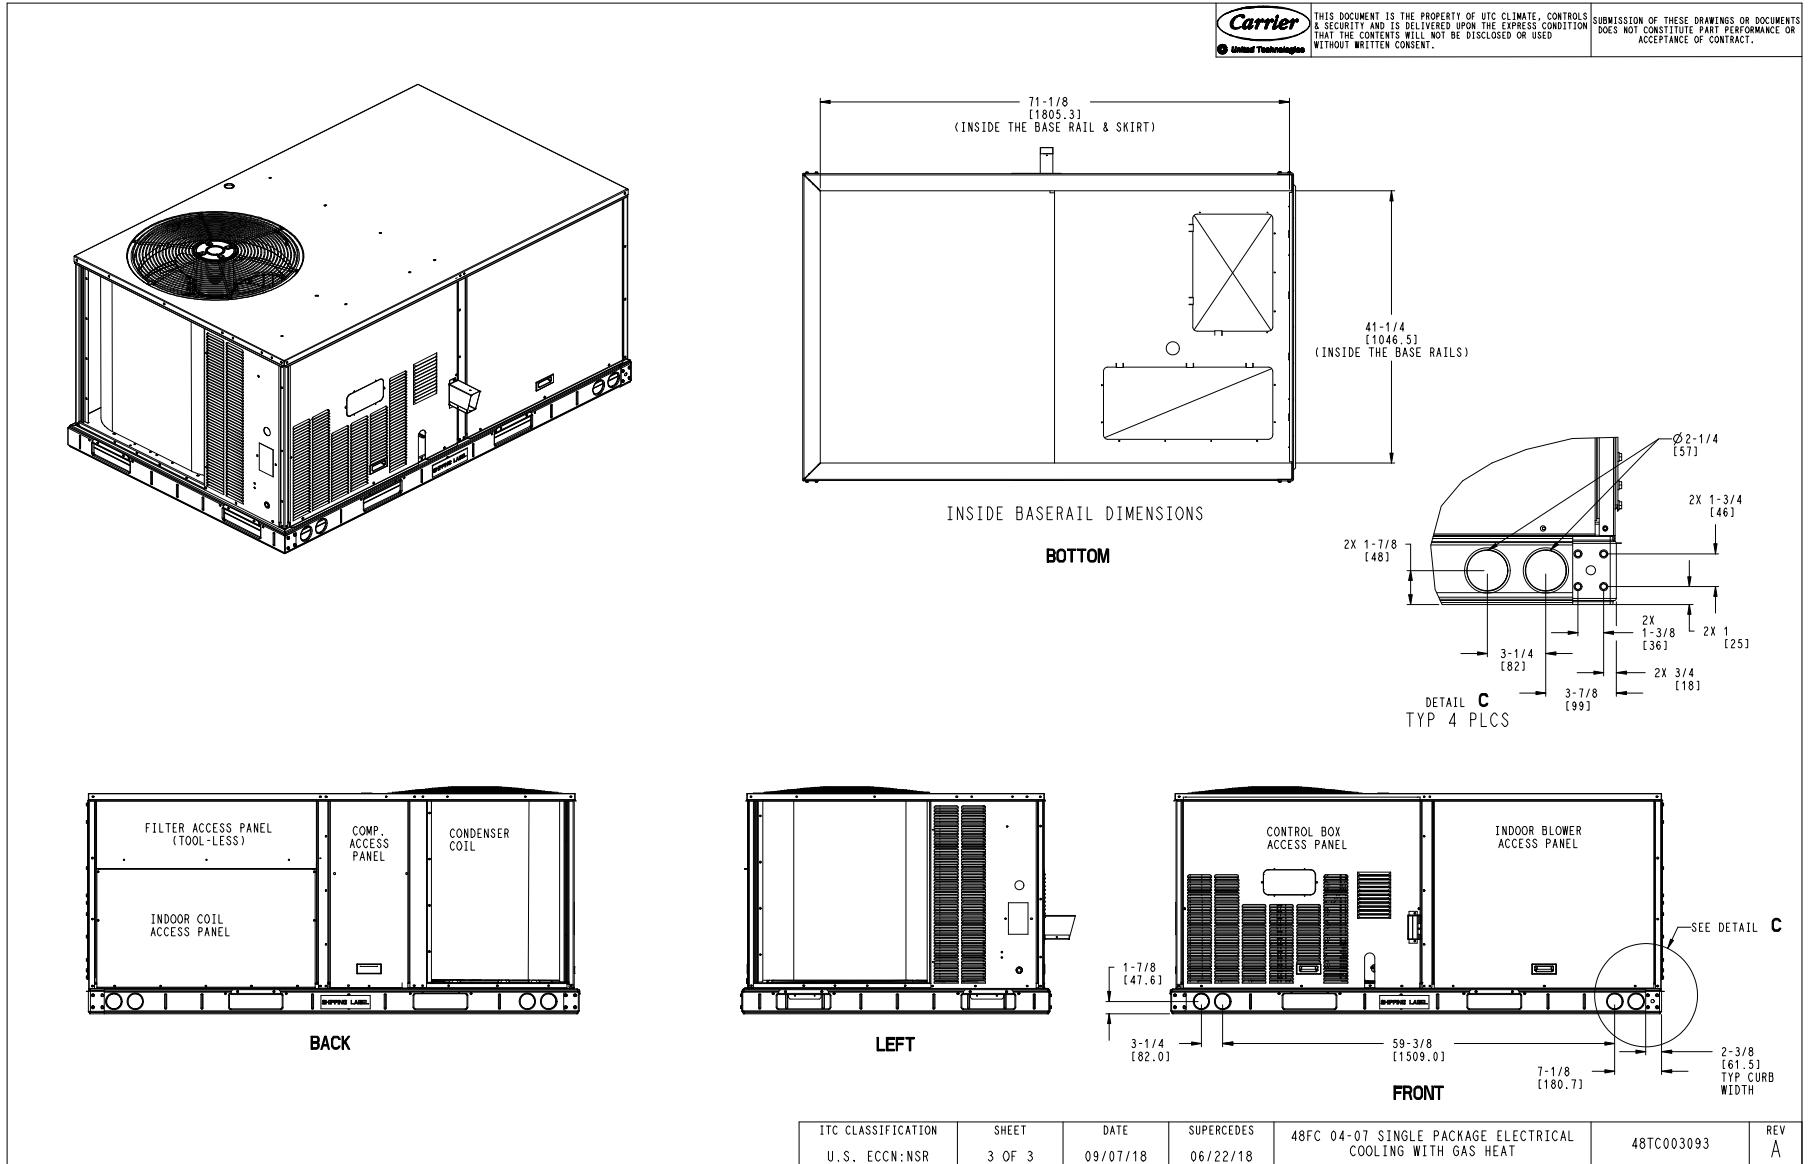 Carrier
United Technologies
THIS DOCUMENT IS THE PROPERTY OF UTC CLIMATE, CONTROLS
& SECURITY AND IS DELIVERED UPON THE EXPRESS CONDITION
THAT THE CONTENTS WILL NOT BE DISCLOSED OR USED
WITHOUT WRITTEN CONSENT.
SUBMISSION OF THESE DRAWINGS OR DOCUMENTS
DOES NOT CONSTITUTE PART PERFORMANCE OR
ACCEPTANCE OF CONTRACT.
71-1/8
[1805.3]
(INSIDE THE BASE RAIL & SKIRT)
41-1/4
[1046.5]
(INSIDE THE BASE RAILS)
SHIPPING LABEL
INSIDE BASERAIL DIMENSIONS
BOTTOM
Ø2-1/4
[57]
2X 1-3/4
[46]
2X 1-7/8
[48]
2X
1-3/8
[36]
2X 1
[25]
3-1/4
[82]
2X 3/4
[18]
3-7/8
[99]
DETAIL C
TYP 4 PLCS
FILTER ACCESS PANEL
(TOOL-LESS)
COMP.
ACCESS
PANEL
CONDENSER
COIL
INDOOR COIL
ACCESS PANEL
SHIPPING LABEL
BACK
LEFT
CONTROL BOX
ACCESS PANEL
INDOOR BLOWER
ACCESS PANEL
SEE DETAIL C
1-7/8
[47.6]
SHIPPING LABEL
3-1/4
[82.0]
59-3/8
[1509.0]
7-1/8
[180.7]
2-3/8
[61.5]
TYP CURB
WIDTH
FRONT
ITC CLASSIFICATION
U.S. ECCN:NSR
SHEET
3 OF 3
DATE
09/07/18
SUPERCEDES
06/22/18
48FC 04-07 SINGLE PACKAGE ELECTRICAL
COOLING WITH GAS HEAT
48TC003093
REV
A